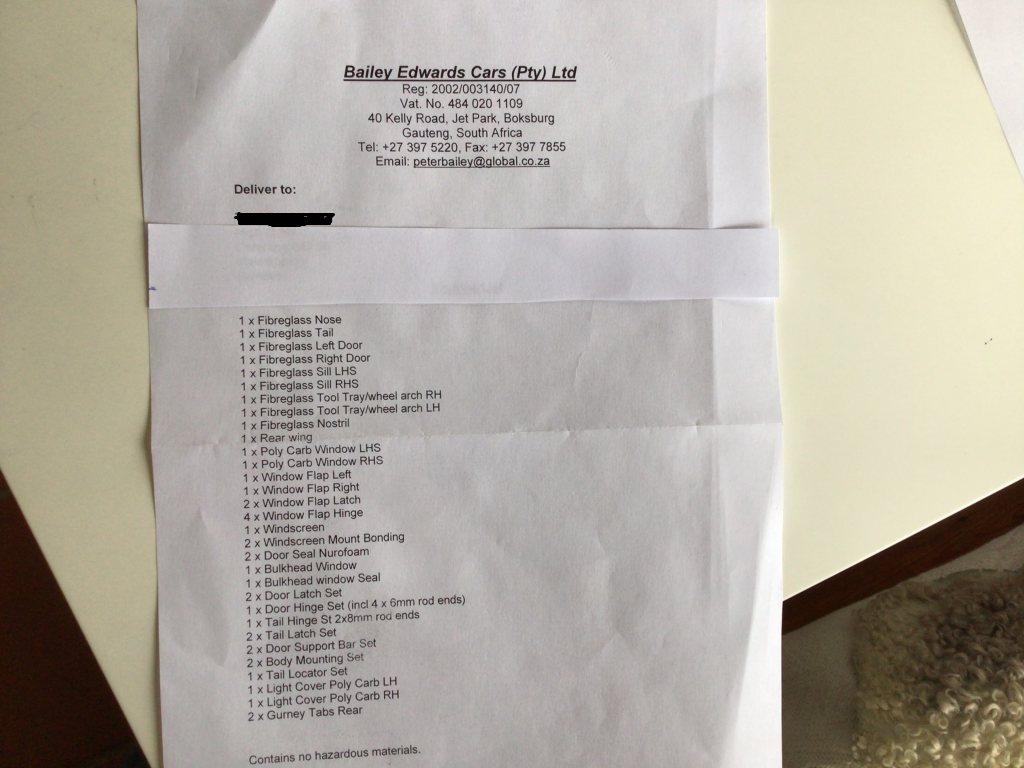 Bailey Edwards Cars (Pty) Ltd
Reg: 2002/003140/07
Vat. No. 484 020 1109
40 Kelly Road, Jet Park, Boksburg
Gauteng, South Africa
Tel: +27 397 5220, Fax: +27 397 7855
Email: peterbailey@global.co.za
Deliver to:
1 x Fibreglass Nose
1 x Fibreglass Tail
1 x Fibreglass Left Door
1 x Fibreglass Right Door
1 x Fibreglass Sill LHS
1 x Fibreglass Sill RHS
1 x Fibreglass Tool Tray/wheel arch RH
1 x Fibreglass Tool Tray/wheel arch LH
1 x Fibreglass Nostril
1 x Rear wing
1 x Poly Carb Window LHS
1 x Poly Carb Window RHS
1 x Window Flap Left
1 x Window Flap Right
2 x Window Flap Latch
4 x Window Flap Hinge
1 x Windscreen
2 x Windscreen Mount Bonding
2 x Door Seal Nurofoam
1 x Bulkhead Window
1 x Bulkhead window Seal
2 x Door Latch Set
1 x Door Hinge Set (incl 4 x 6mm rod ends)
1 x Tail Hinge St 2x8mm rod ends
2 x Tail Latch Set
2 x Door Support Bar Set
2 x Body Mounting Set
1 x Tail Locator Set
1 x Light Cover Poly Carb LH
1 x Light Cover Poly Carb RH
2 x Gurney Tabs Rear
Contains no hazardous materials.